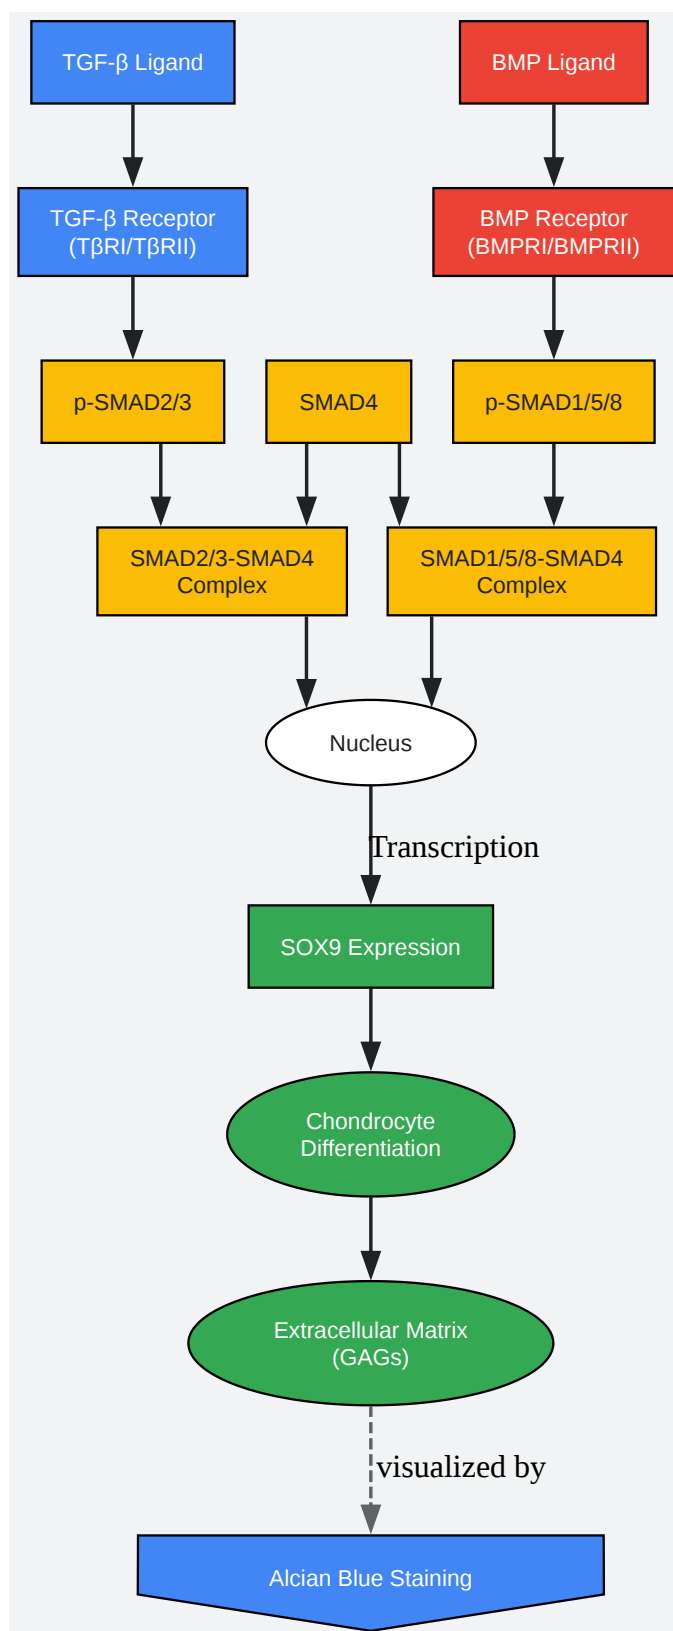 TGF-β Ligand
BMP Ligand
TGF-β Receptor
(TβRI/TβRII)
BMP Receptor
(BMPRI/BMPRII)
p-SMAD2/3
SMAD4
p-SMAD1/5/8
SMAD2/3-SMAD4
Complex
SMAD1/5/8-SMAD4
Complex
Nucleus
Transcription
SOX9 Expression
Chondrocyte
Differentiation
Extracellular Matrix
(GAGs)
visualized by
Alcian Blue Staining